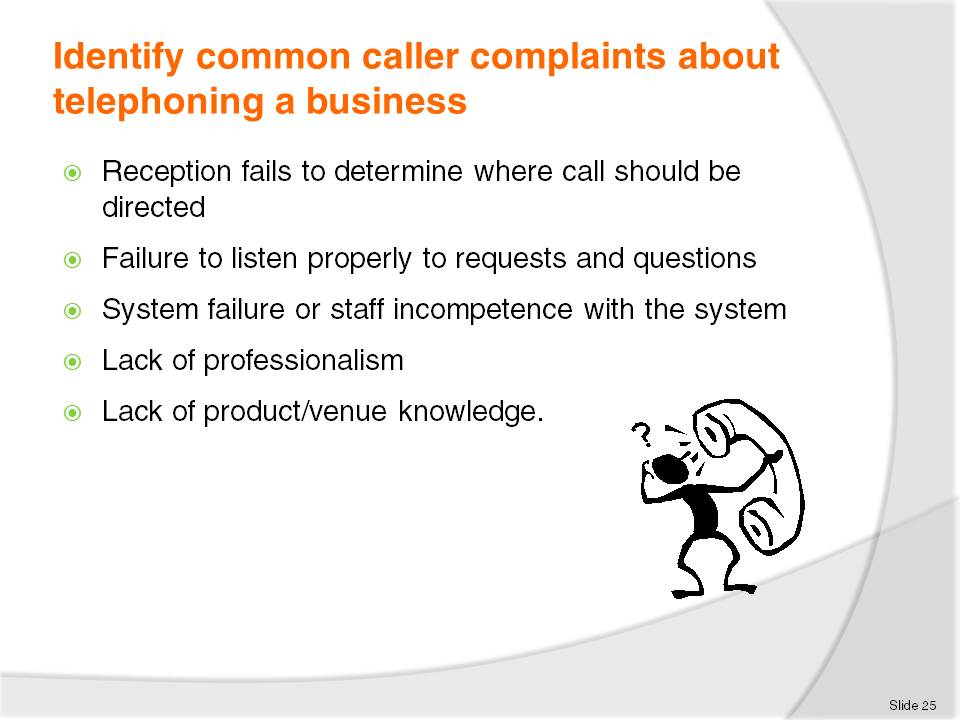 Identify common caller complaints about
telephoning a business
Reception fails to determine where call should be
directed
Failure to listen properly to requests and questions
System failure or staff incompetence with the system
Lack of professionalism
Lack of product/venue knowledge.
?
Slide 25